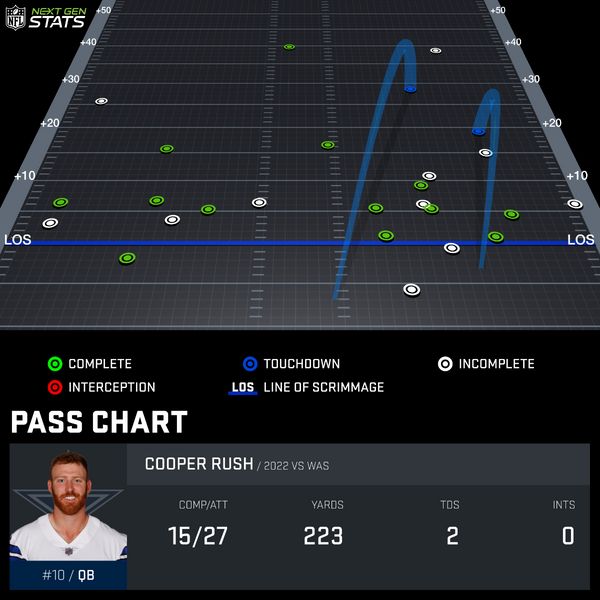 NFL NEXT GEN STATS
+50 +50
+40 +40
+30 +30
+20 +20
+10 +10
LOS LOS
COMPLETE TOUCHDOWN INCOMPLETE
INTERCEPTION LOS LINE OF SCRIMMAGE
PASS CHART
COOPER RUSH / 2022 VS WAS
COMP/ATT YARDS TDS INTS
15/27 223 2 0
#10 / QB